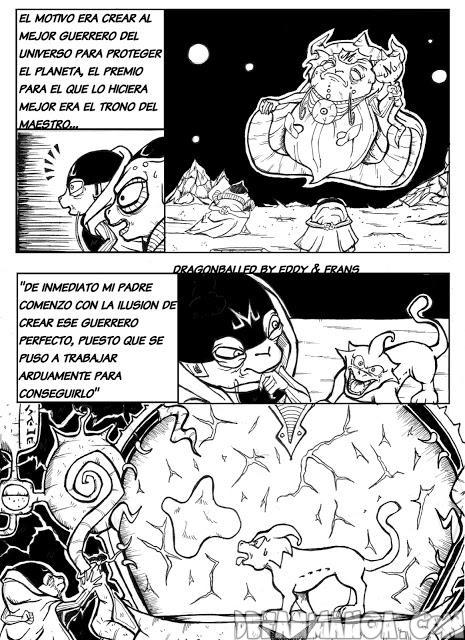 EL MOTIVO ERA CREAR AL
MEJOR GUERRERO DEL
UNIVERSO PARA PROTEGER
EL PLANETA, EL PREMIO
PARA EL QUE LO HICIERA
MEJOR ERA EL TRONO DEL
MAESTRO...
DRAGONBALLED BY EDDY & FRANS
"DE INMEDIATO MI PADRE
COMENZO CON LA ILUSION DE
CREAR ESE GUERRERO
PERFECTO, PUESTO QUE SE
PUSO A TRABAJAR
ARDUAMENTE PARA
CONSEGUIRLO"